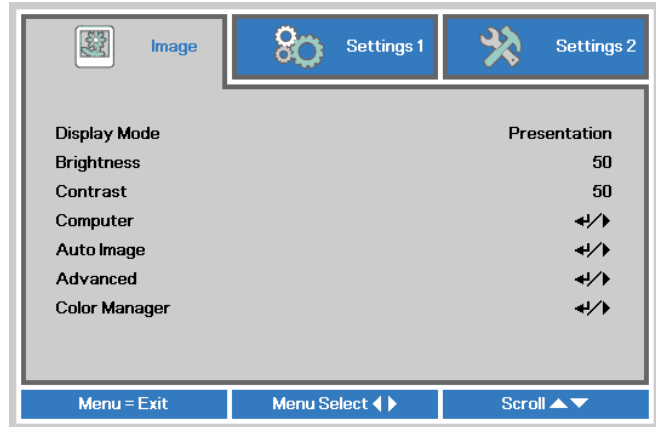 Image Settings 1 Settings 2
Display Mode Presentation
Brightness 50
Contrast 50
Computer ↵/▶
Auto Image ↵/▶
Advanced ↵/▶
Color Manager ↵/▶
Menu = Exit Menu Select ◀▶ Scroll ▲▼